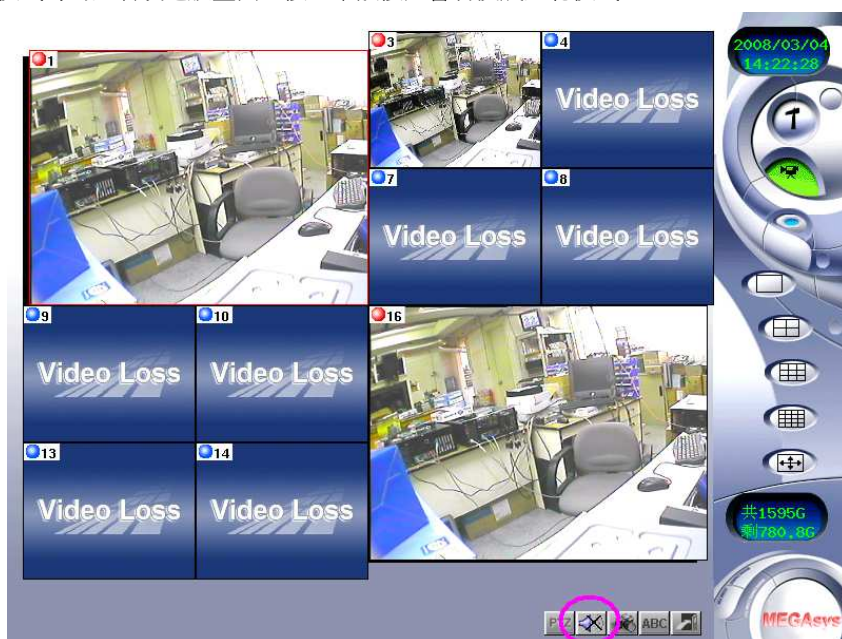 1
3
4
Video Loss
7
Video Loss
8
Video Loss
9
Video Loss
10
Video Loss
13
Video Loss
14
Video Loss
16
2008/03/04
14:22:28
共1595G
剩780.8G
PTZ
ABC
MEGAsys